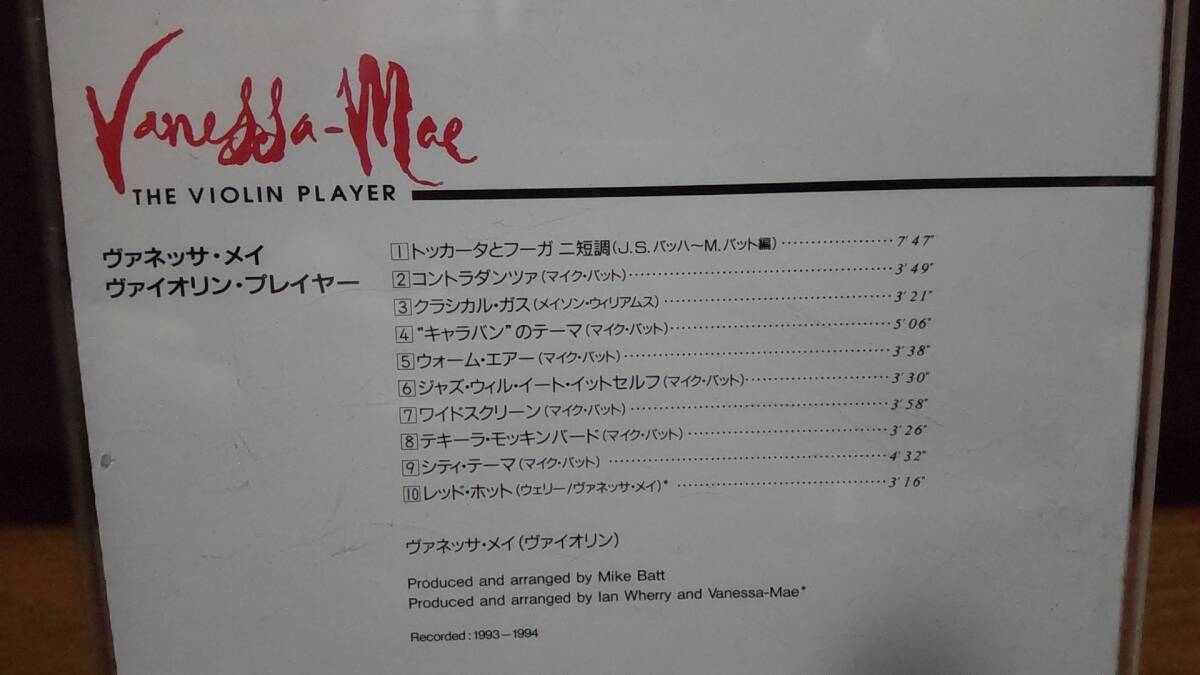 Vanessa-Mae
THE VIOLIN PLAYER
ヴァネッサ・メイ
ヴァイオリン・プレイヤー
1 トッカータとフーガ ニ短調(J.S.バッハ〜M.バット編)………………7'47"
2 コントラダンツァ(マイク・バット)………………3'49"
3 クラシカル・ガス(メイソン・ウィリアムス)………………3'21"
4 "キャラバン"のテーマ(マイク・バット)………………5'06"
5 ウォーム・エアー(マイク・バット)………………3'38"
6 ジャズ・ウィル・イート・イットセルフ(マイク・バット)………………3'30"
7 ワイドスクリーン(マイク・バット)………………3'58"
8 テキーラ・モッキンバード(マイク・バット)………………3'26"
9 シティ・テーマ(マイク・バット)………………4'32"
10 レッド・ホット(ウェリー/ヴァネッサ・メイ)*………………3'16"
ヴァネッサ・メイ(ヴァイオリン)
Produced and arranged by Mike Batt
Produced and arranged by Ian Wherry and Vanessa-Mae*
Recorded:1993–1994